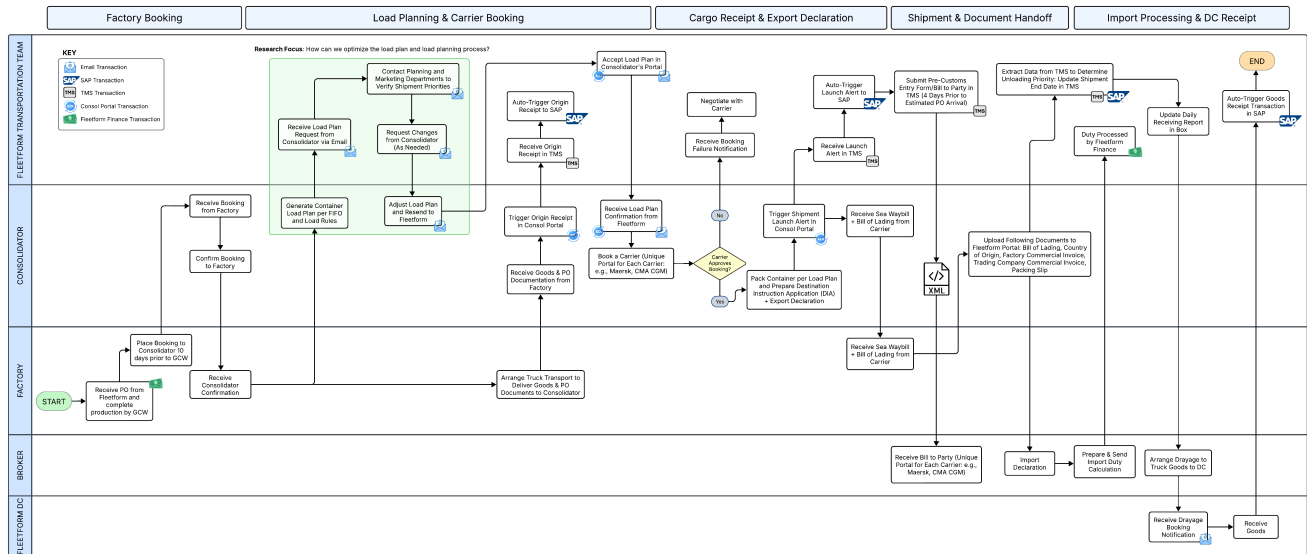 Factory Booking
Load Planning & Carrier Booking
Cargo Receipt & Export Declaration
Shipment & Document Handoff
Import Processing & DC Receipt
FLEETFORM TRANSPORTATION TEAM
KEY
Email Transaction
SAP
SAP Transaction
TMS
TMS Transaction
Consol Portal Transaction
Fleetform Finance Transaction
Research Focus: How can we optimize the load plan and load planning process?
Contact Planning and
Marketing Departments to
Verify Shipment Priorities
Receive Load Plan
Request from
Consolidator via Email
Request Changes
from Consolidator
(As Needed)
Auto-Trigger Origin
Receipt to SAP
SAP
Receive Origin
Receipt in TMS
TMS
Accept Load Plan in
Consolidator's Portal
Negotiate with
Carrier
Receive Booking
Failure Notification
Auto-Trigger
Launch Alert to
SAP
SAP
Receive Launch
Alert in TMS
TMS
Submit Pre-Customs
Entry Form/Bill to Party in
TMS (4 Days Prior to
Estimated PO Arrival)
TMS
Extract Data from TMS to Determine
Unloading Priority: Update Shipment
End Date in TMS
TMS
SAP
Duty Processed
by Fleetform
Finance
Update Daily
Receiving Report
in Box
END
Auto-Trigger Goods
Receipt Transaction
in SAP
SAP
CONSOLIDATOR
Receive Booking
from Factory
Confirm Booking
to Factory
Generate Container
Load Plan per FIFO
and Load Rules
Adjust Load Plan
and Resend to
Fleetform
Trigger Origin Receipt
in Consol Portal
Receive Goods & PO
Documentation from
Factory
Receive Load Plan
Confirmation from
Fleetform
Book a Carrier (Unique
Portal for Each Carrier:
e.g., Maersk, CMA CGM)
No
Carrier
Approves
Booking?
Yes
Trigger Shipment
Launch Alert in
Consol Portal
Pack Container per Load Plan
and Prepare Destination
Instruction Application (DIA)
+ Export Declaration
Receive Sea Waybill
+ Bill of Lading from
Carrier
XML
Upload Following Documents to
Fleetform Portal: Bill of Lading, Country
of Origin, Factory Commercial Invoice,
Trading Company Commercial Invoice,
Packing Slip
FACTORY
START
Receive PO from
Fleetform and
complete
production by GCW
Place Booking to
Consolidator 10
days prior to GCW
Receive
Consolidator
Confirmation
Arrange Truck Transport to
Deliver Goods & PO
Documents to Consolidator
Receive Sea Waybill
+ Bill of Lading from
Carrier
BROKER
Receive Bill to Party (Unique
Portal for Each Carrier: e.g.,
Maersk, CMA CGM)
Import
Declaration
Prepare & Send
Import Duty
Calculation
Arrange Drayage to
Truck Goods to DC
FLEETFORM DC
Receive Drayage
Booking
Notification
Receive
Goods